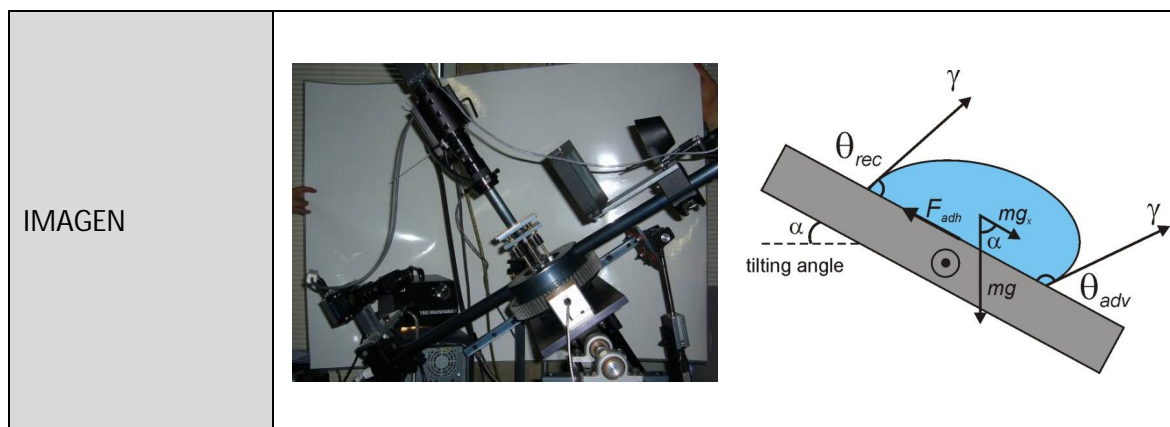 IMAGEN
γ
θrec
Fadh
mgx
γ
α
α
tilting angle
mg
θadv